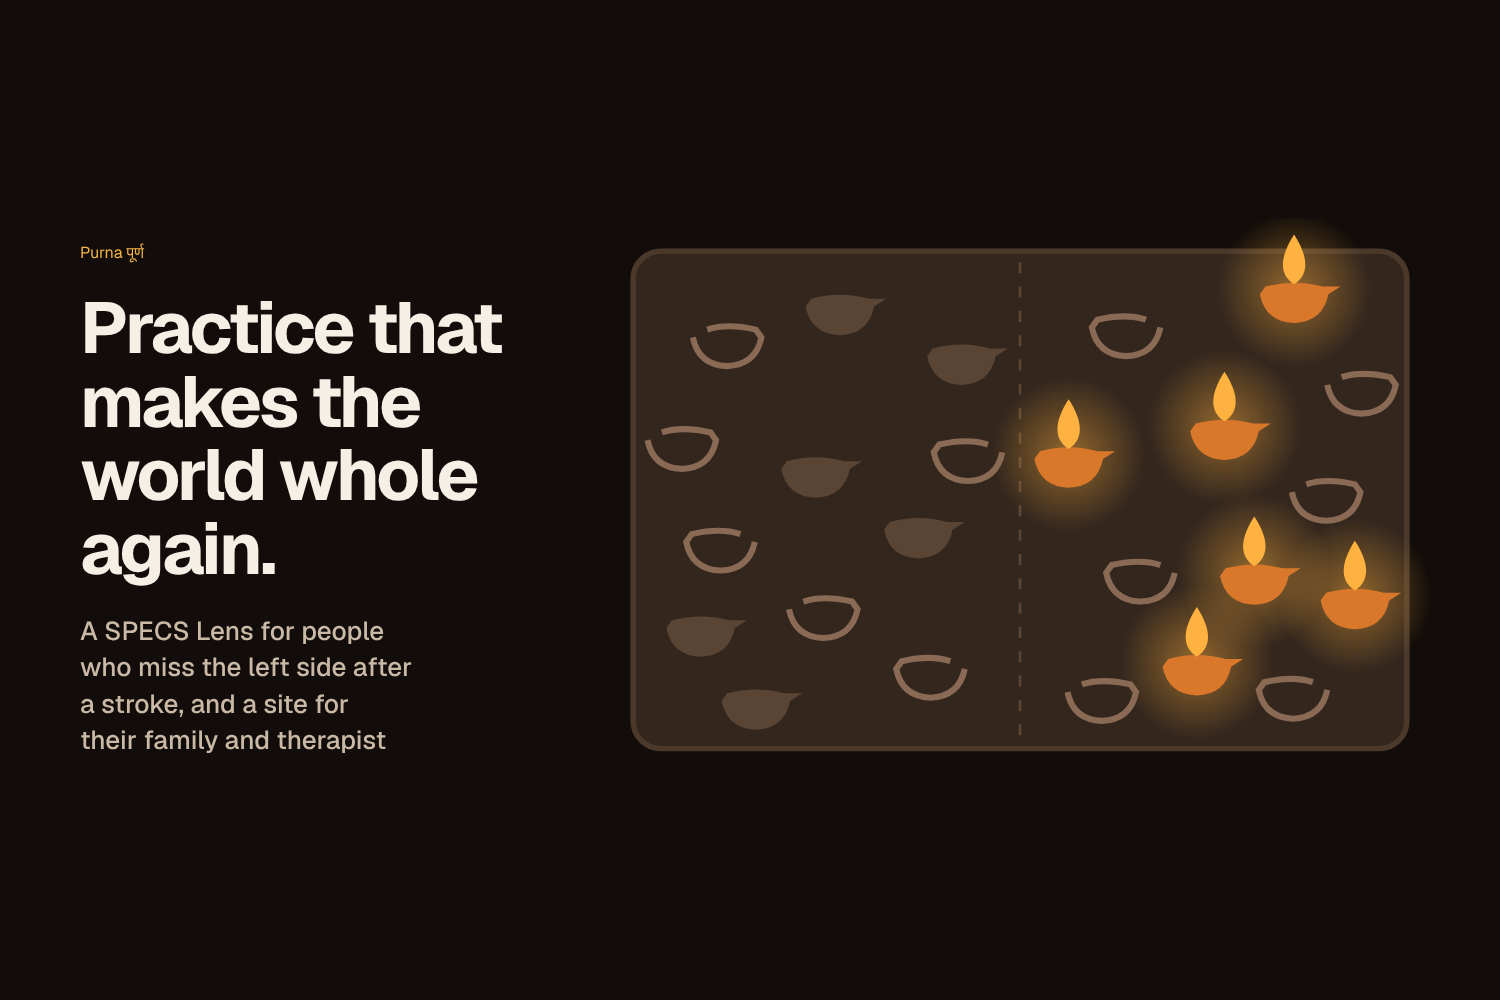 Purna पूर्ण
Practice that
makes the
world whole
again.
A SPECS Lens for people
who miss the left side after
a stroke, and a site for
their family and therapist